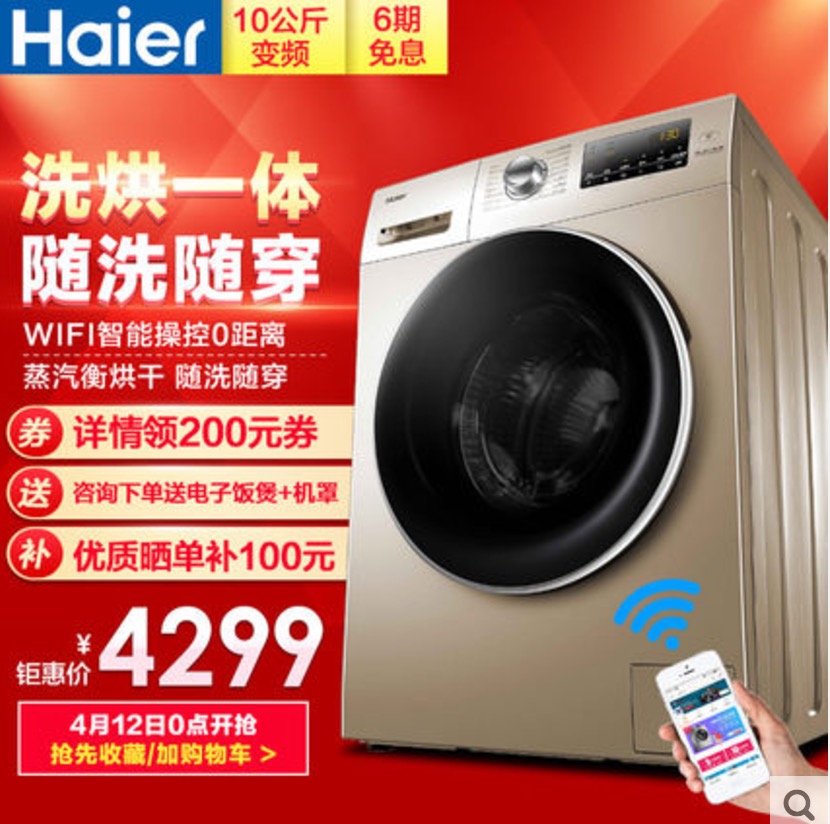 Haier
10公斤
变频
6期
免息
洗烘一体
随洗随穿
WIFI智能操控0距离
蒸汽衡烘干 随洗随穿
券 详情领200元券
送 咨询下单送电子饭煲+机罩
补 优质晒单补100元
钜惠价 ¥4299
4月12日0点开抢
抢先收藏/加购物车 >
Haier
1:30